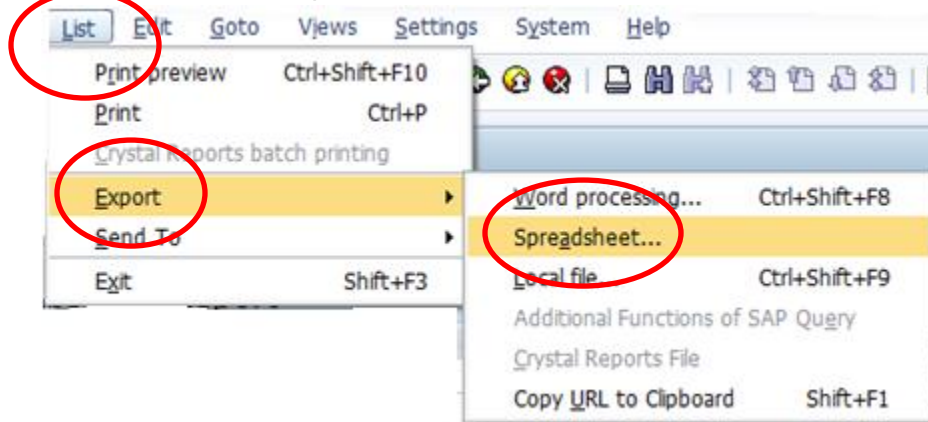 List Edit Goto Views Settings System Help
Print preview Ctrl+Shift+F10
Print Ctrl+P
Crystal Reports batch printing
Export
Send To
Exit Shift+F3
Word processing... Ctrl+Shift+F8
Spreadsheet...
Local file... Ctrl+Shift+F9
Additional Functions of SAP Query
Crystal Reports File
Copy URL to Clipboard Shift+F1